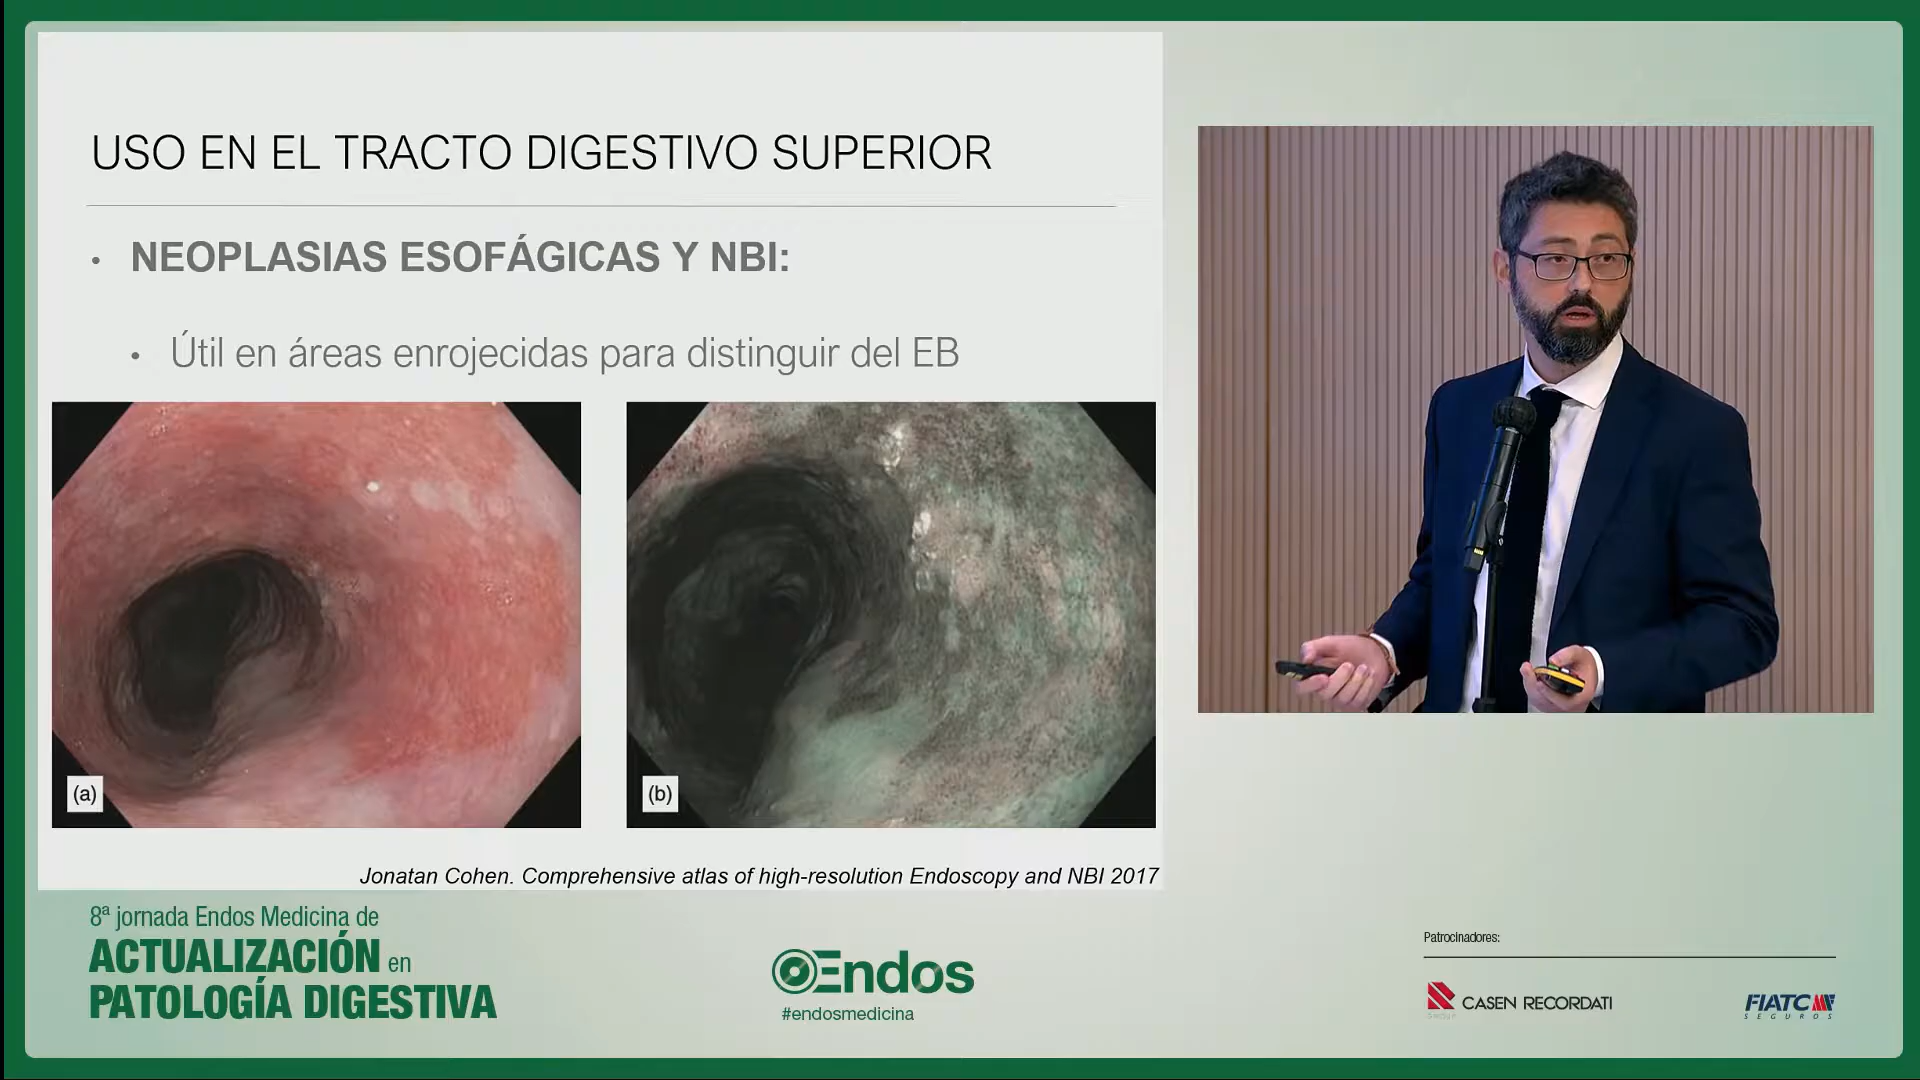 USO EN EL TRACTO DIGESTIVO SUPERIOR
• NEOPLASIAS ESOFÁGICAS Y NBI:
• Útil en áreas enrojecidas para distinguir del EB
(a)
(b)
Jonatan Cohen. Comprehensive atlas of high-resolution Endoscopy and NBI 2017
8ª jornada Endos Medicina de
ACTUALIZACIÓN en
PATOLOGÍA DIGESTIVA
Endos
#endosmedicina
Patrocinadores:
CASEN RECORDATI
FIATC
SEGUROS